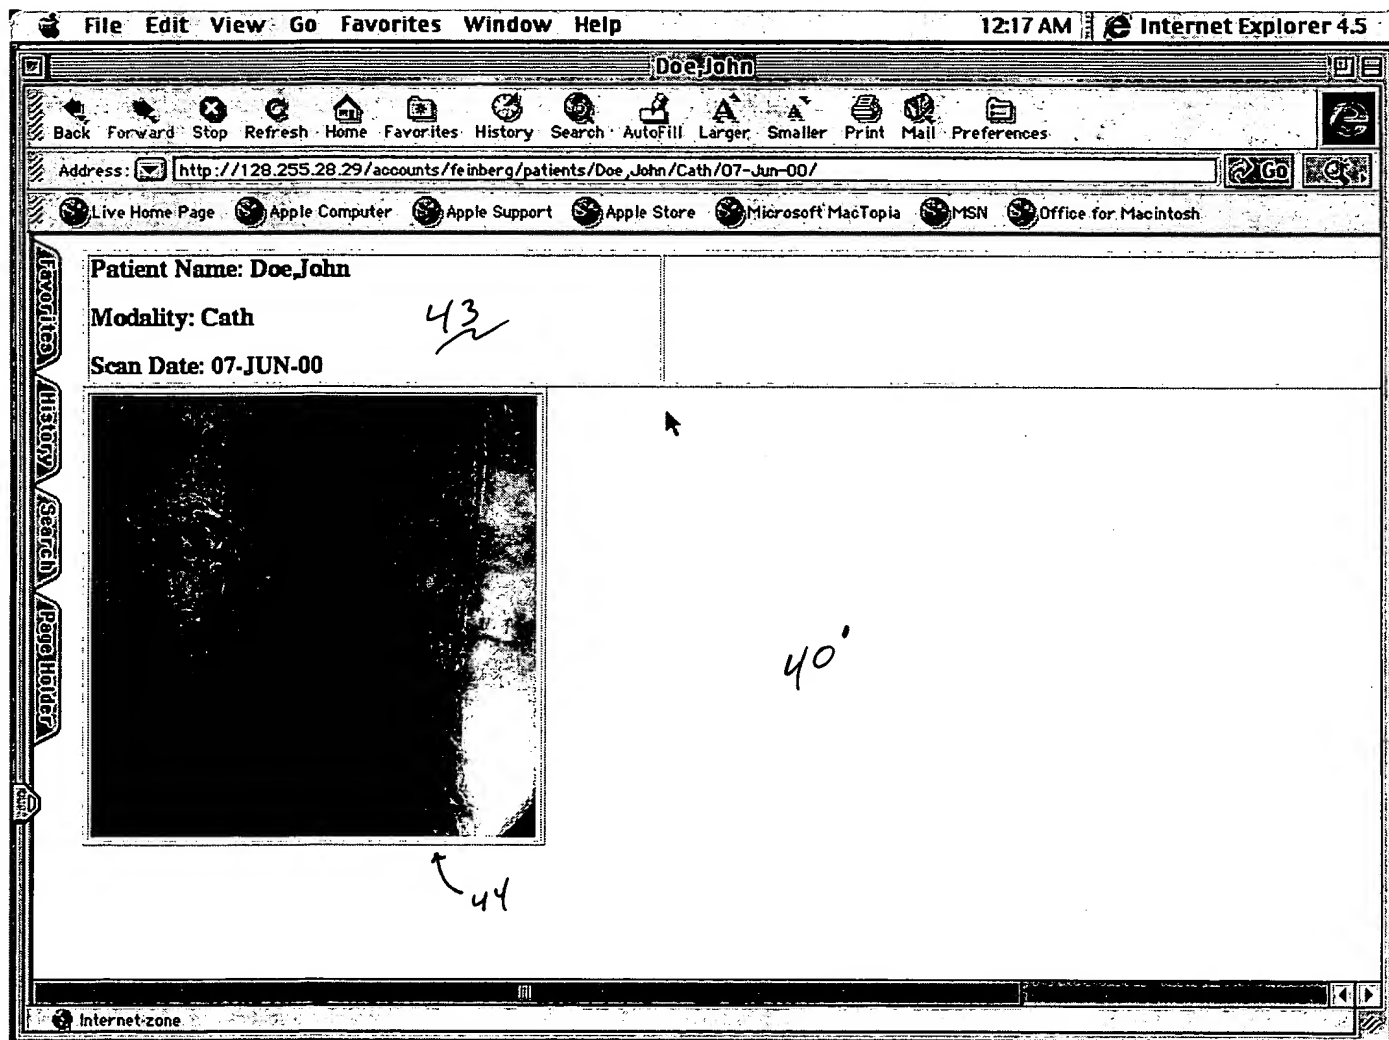 File Edit View Go Favorites Window Help 12:17 AM Internet Explorer 4.5
Doe,John
Back Forward Stop Refresh Home Favorites History Search AutoFill Larger Smaller Print Mail Preferences
Address: http://128.255.28.29/accounts/feinberg/patients/Doe,John/Cath/07-Jun-00/ Go
Live Home Page Apple Computer Apple Support Apple Store Microsoft MacTopia MSN Office for Macintosh
Favorites
History
Search
Page Holder
Patient Name: Doe,John
Modality: Cath
43
Scan Date: 07-JUN-00
40'
44
Internet zone